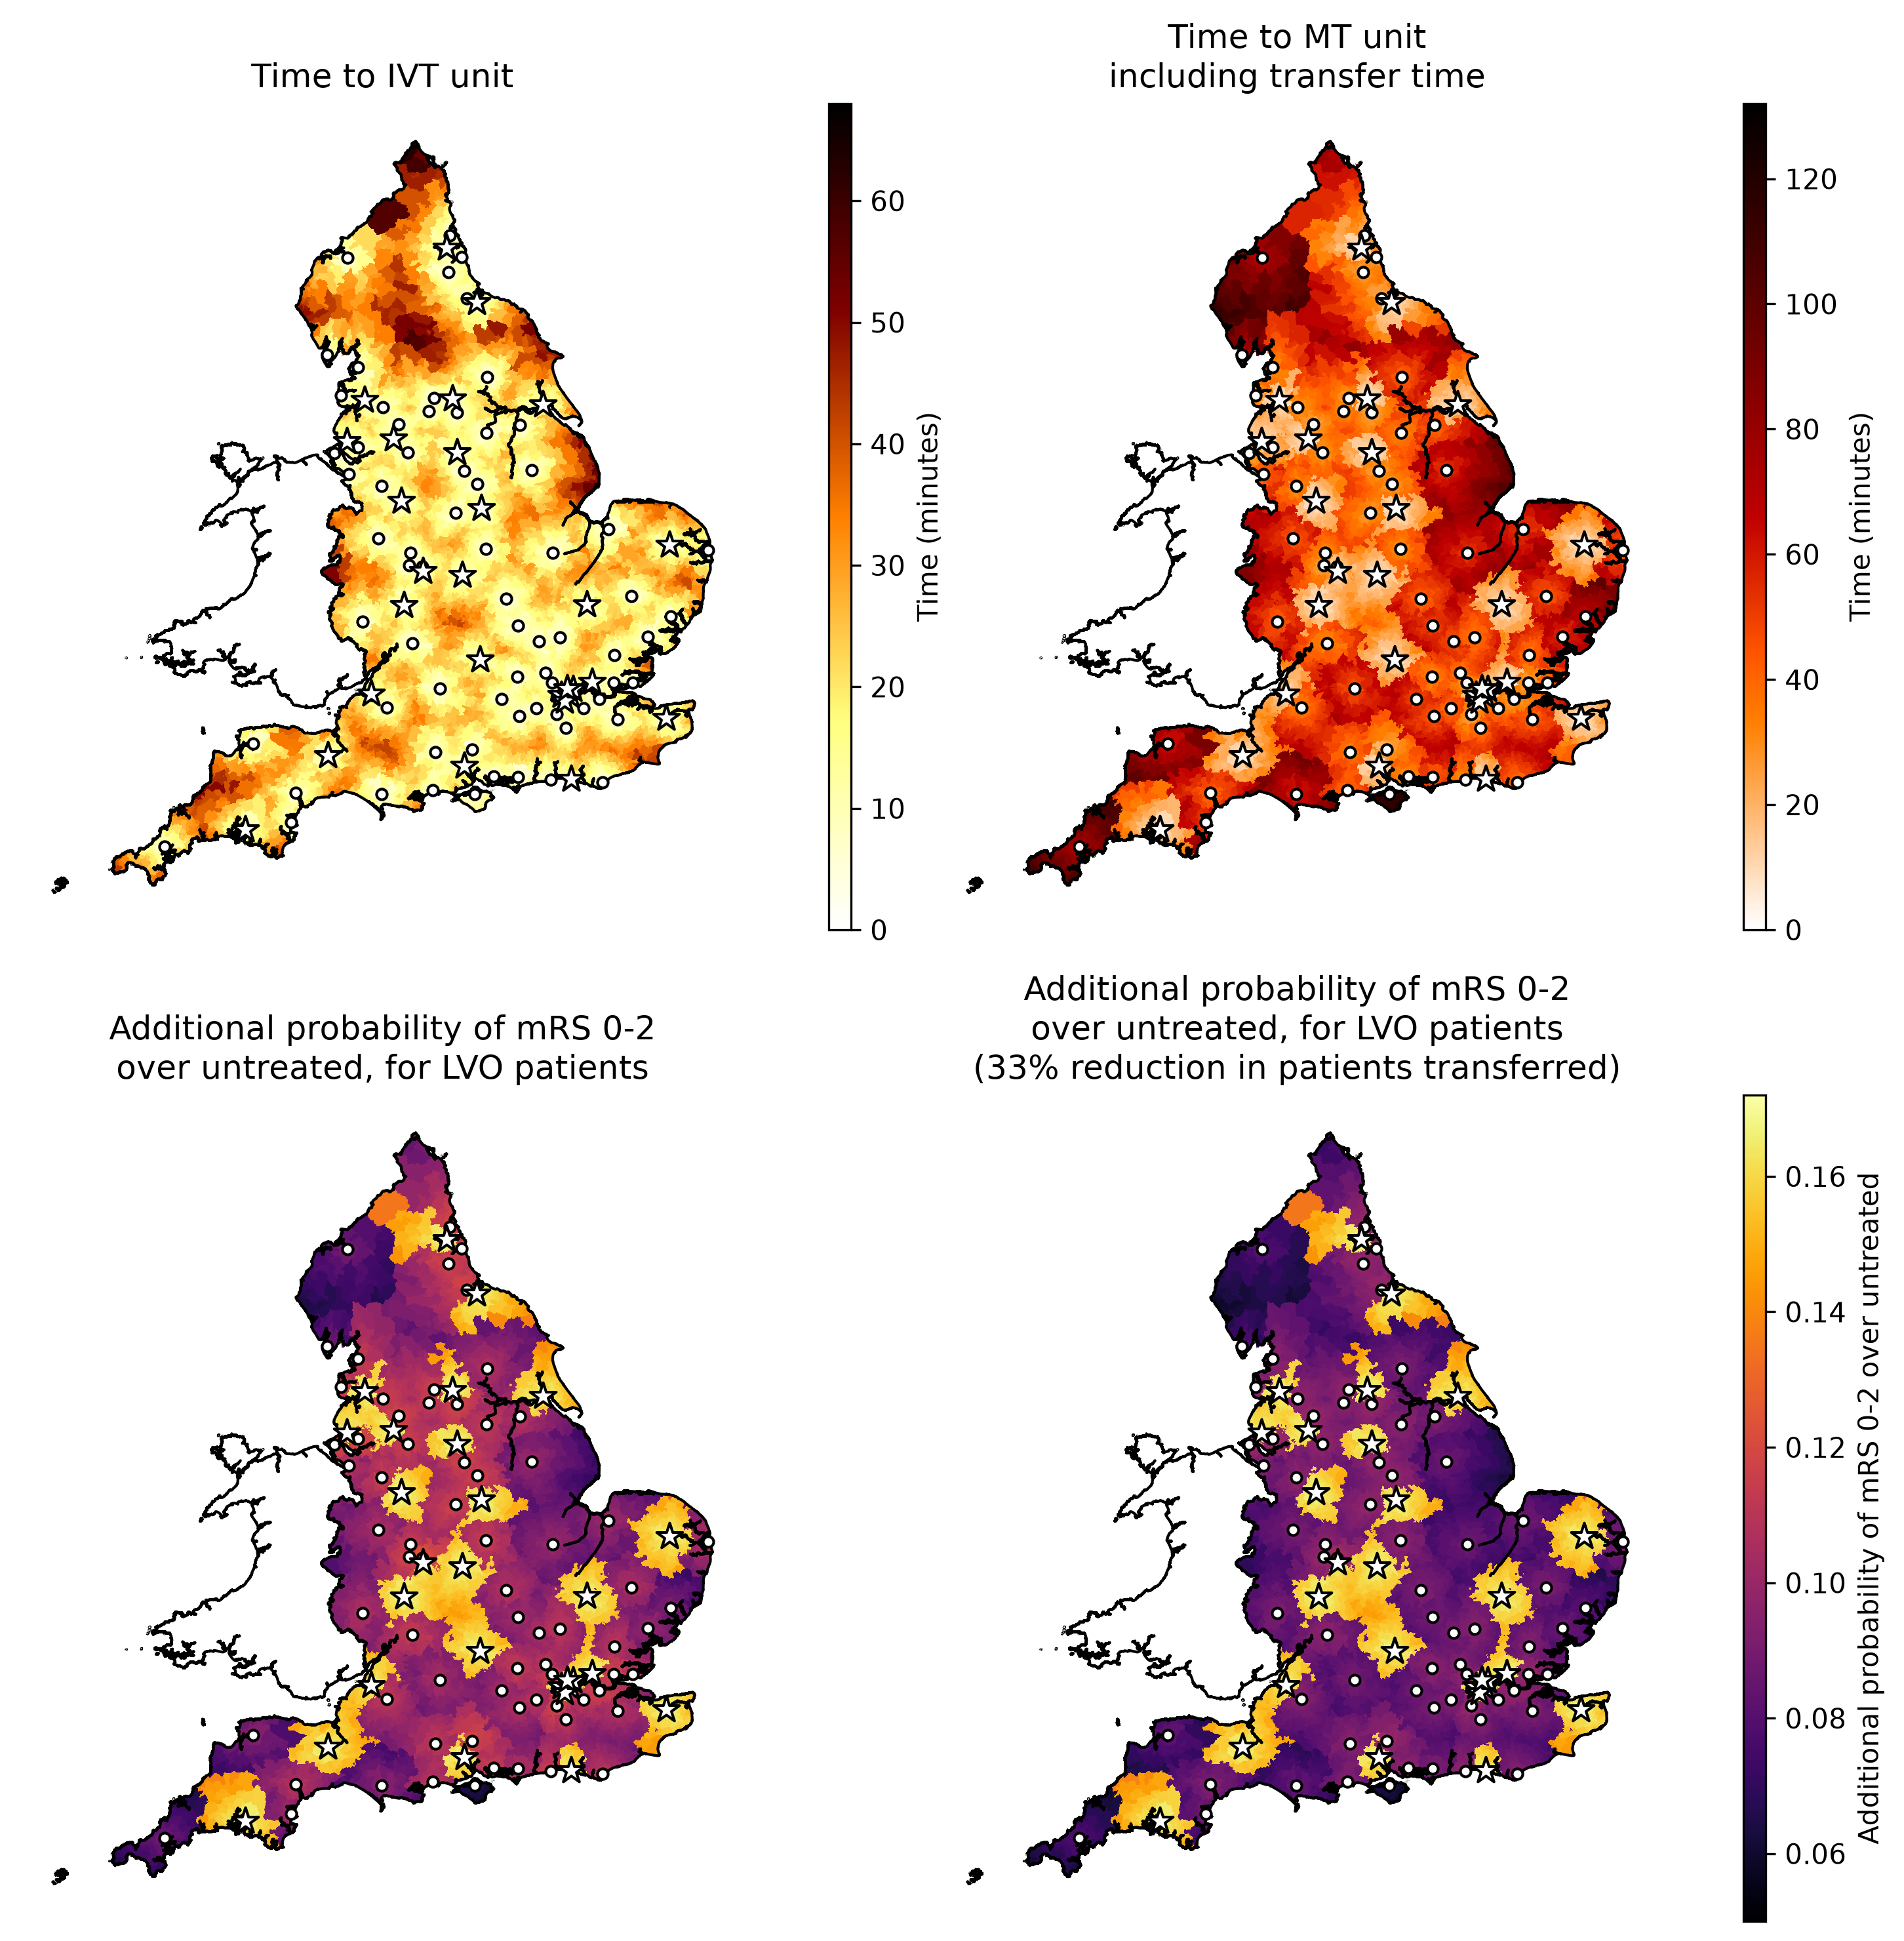 Time to IVT unit
Time to MT unit
including transfer time
60
50
40
30
20
10
0
Time (minutes)
120
100
80
60
40
20
0
Time (minutes)
Additional probability of mRS 0-2
over untreated, for LVO patients
Additional probability of mRS 0-2
over untreated, for LVO patients
(33% reduction in patients transferred)
0.16
0.14
0.12
0.10
0.08
0.06
Additional probability of mRS 0-2 over untreated